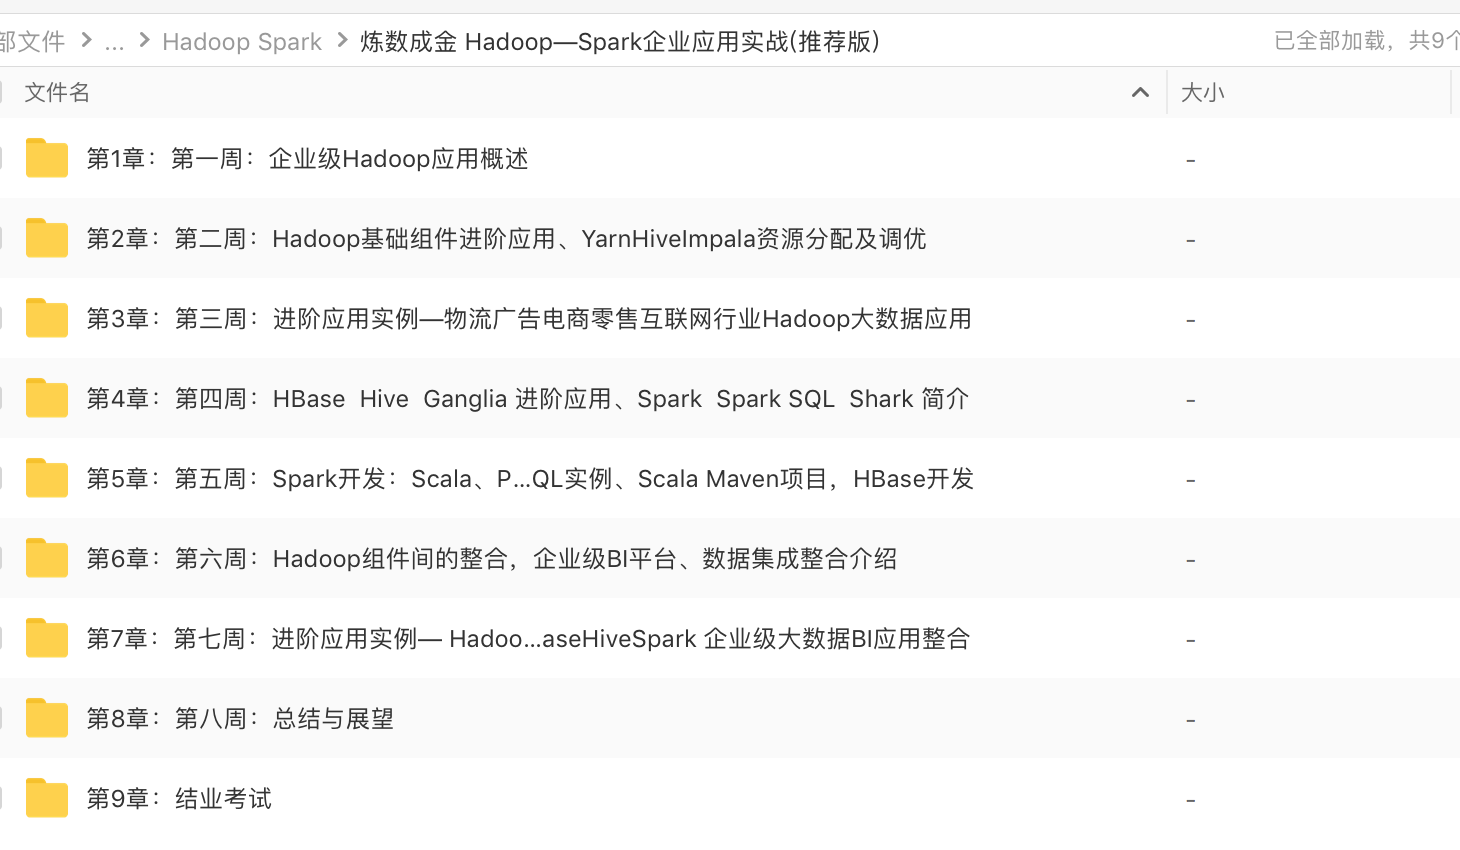 部文件 > ... > Hadoop Spark > 炼数成金 Hadoop—Spark企业应用实战(推荐版) 已全部加载，共9个
文件名 大小
第1章：第一周：企业级Hadoop应用概述 -
第2章：第二周：Hadoop基础组件进阶应用、YarnHiveImpala资源分配及调优 -
第3章：第三周：进阶应用实例—物流广告电商零售互联网行业Hadoop大数据应用 -
第4章：第四周：HBase  Hive  Ganglia 进阶应用、Spark  Spark SQL  Shark 简介 -
第5章：第五周：Spark开发：Scala、P...QL实例、Scala Maven项目，HBase开发 -
第6章：第六周：Hadoop组件间的整合，企业级BI平台、数据集成整合介绍 -
第7章：第七周：进阶应用实例— Hadoo...aseHiveSpark 企业级大数据BI应用整合 -
第8章：第八周：总结与展望 -
第9章：结业考试 -